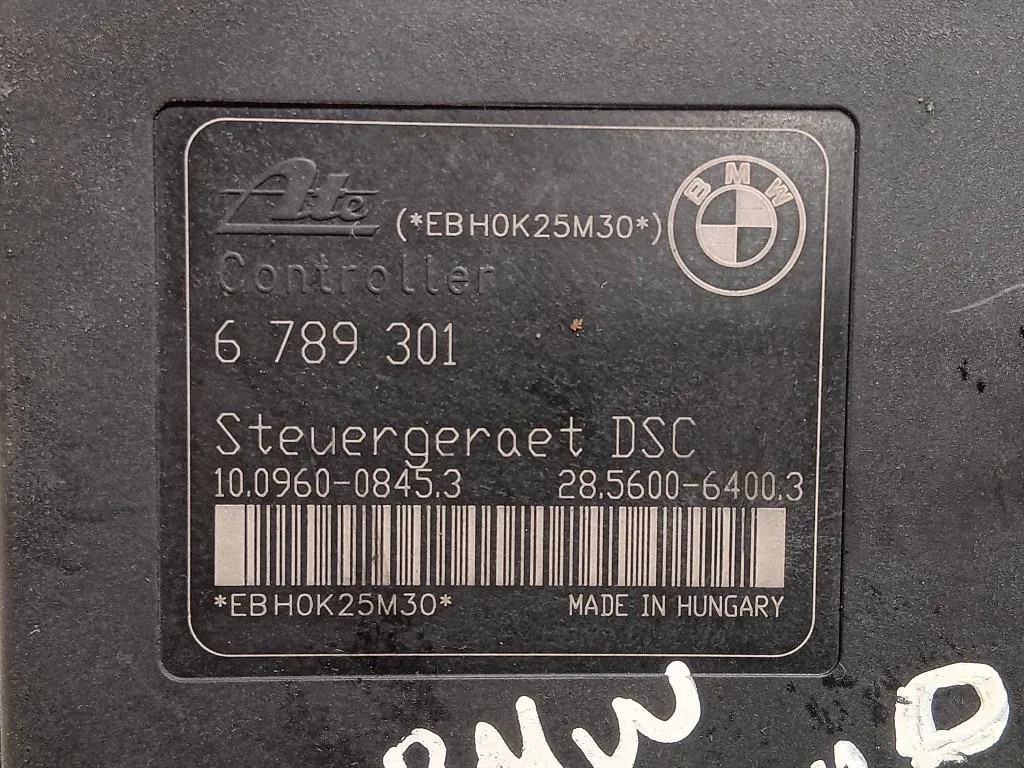 Ate (*EBH0K25M30*) BMW
Controller
6 789 301
Steuergeraet DSC
10.0960-0845.3 28.5600-6400.3
*EBH0K25M30* MADE IN HUNGARY
BMW